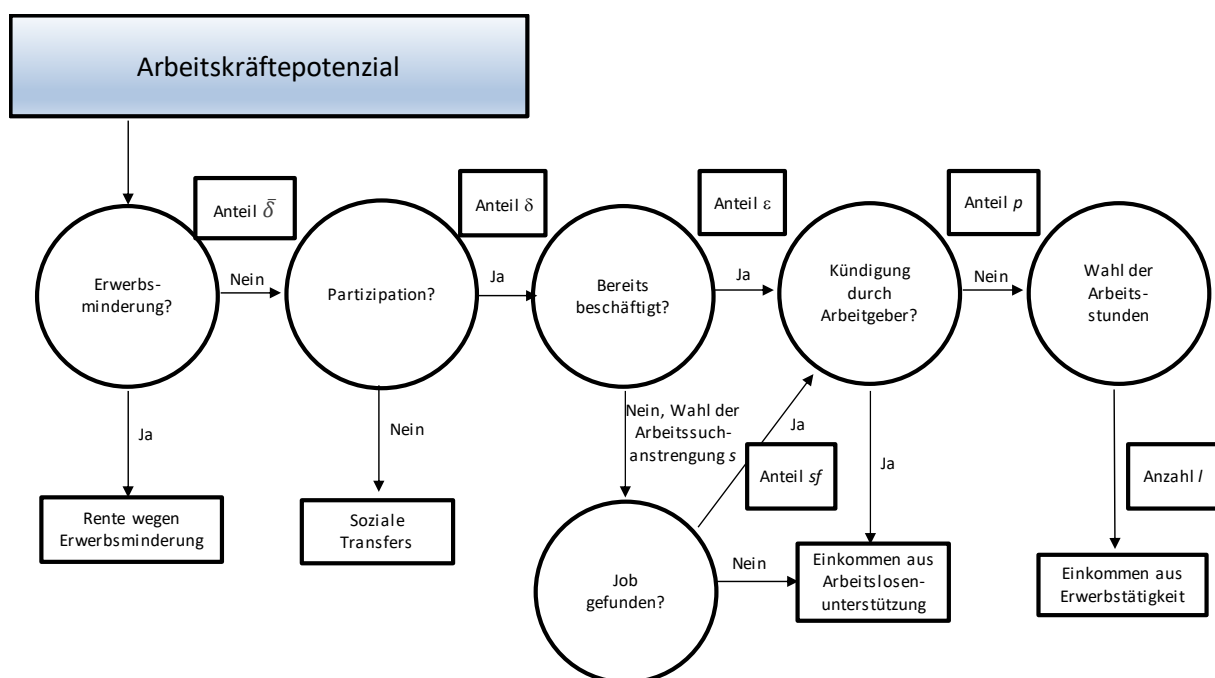 Arbeitskräftepotenzial
Anteil δ̄
Anteil δ
Anteil ε
Anteil p
Erwerbs-
minderung?
Nein
Partizipation?
Ja
Bereits
beschäftigt?
Ja
Kündigung
durch
Arbeitgeber?
Nein
Wahl der
Arbeits-
stunden
Ja
Nein
Nein, Wahl der
Arbeitssuch-
anstrengung s
Ja
Anteil sf
Ja
Anzahl l
Rente wegen
Erwerbsminderung
Soziale
Transfers
Job
gefunden?
Nein
Einkommen aus
Arbeitslosen-
unterstützung
Einkommen aus
Erwerbstätigkeit